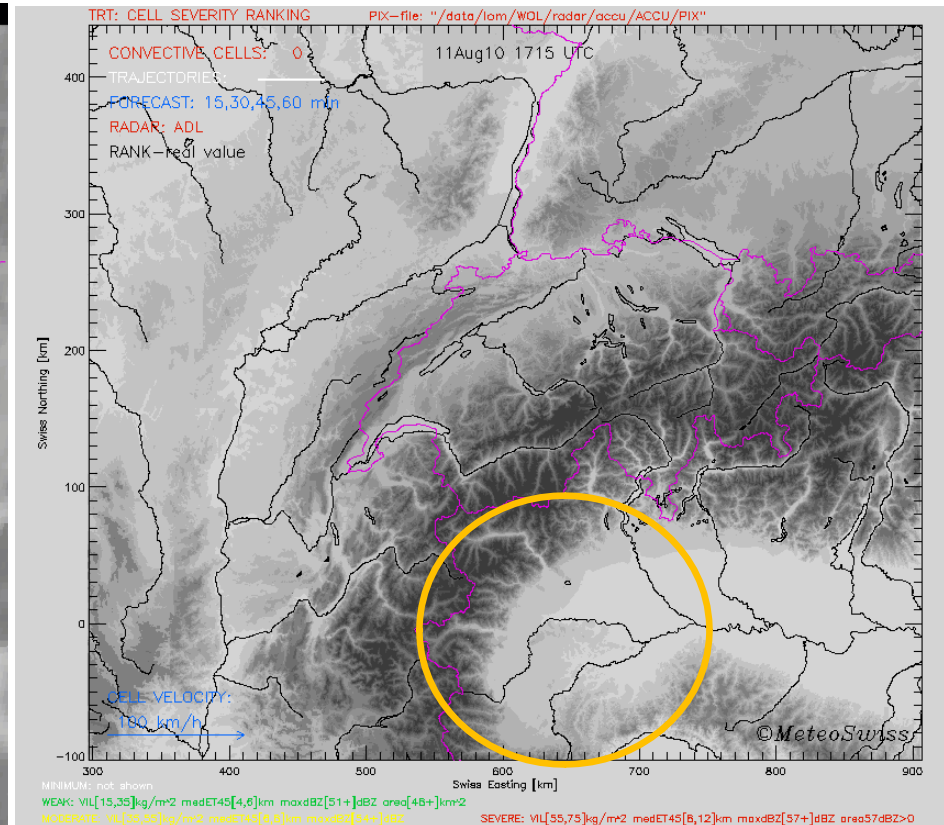 TRT: CELL SEVERITY RANKING PIX-file: "/data/lom/WOL/radar/accu/ACCU/PIX"
CONVECTIVE CELLS: 0 11Aug10 1715 UTC
TRAJECTORIES:
FORECAST: 15,30,45,60 min
RADAR: ADL
RANK-real value
400
300
200
100
0
-100
Swiss Northing [km]
CELL VELOCITY:
100 km/h
©MeteoSwiss
300 400 500 600 700 800 900
Swiss Easting [km]
MINIMUM: not shown
WEAK: VIL[15,35]kg/m^2 medET45[4,6]km maxdBZ[51+]dBZ area[48+]km^2
SEVERE: VIL[55,75]kg/m^2 medET45[8,12]km maxdBZ[57+]dBZ area57dBZ>0